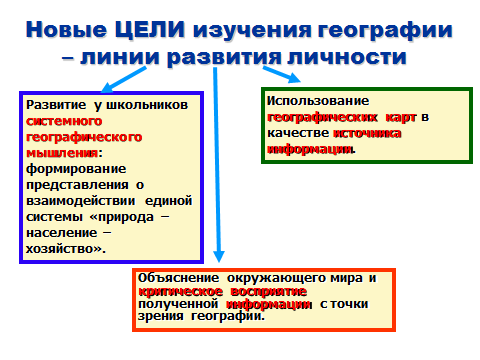 Новые ЦЕЛИ изучения географии
– линии развития личности
Развитие у школьников
системного
географического
мышления:
формирование
представления о
взаимодействии единой
системы «природа –
население –
хозяйство».
Использование
географических карт в
качестве источника
информации.
Объяснение окружающего мира и
критическое восприятие
полученной информации с точки
зрения географии.